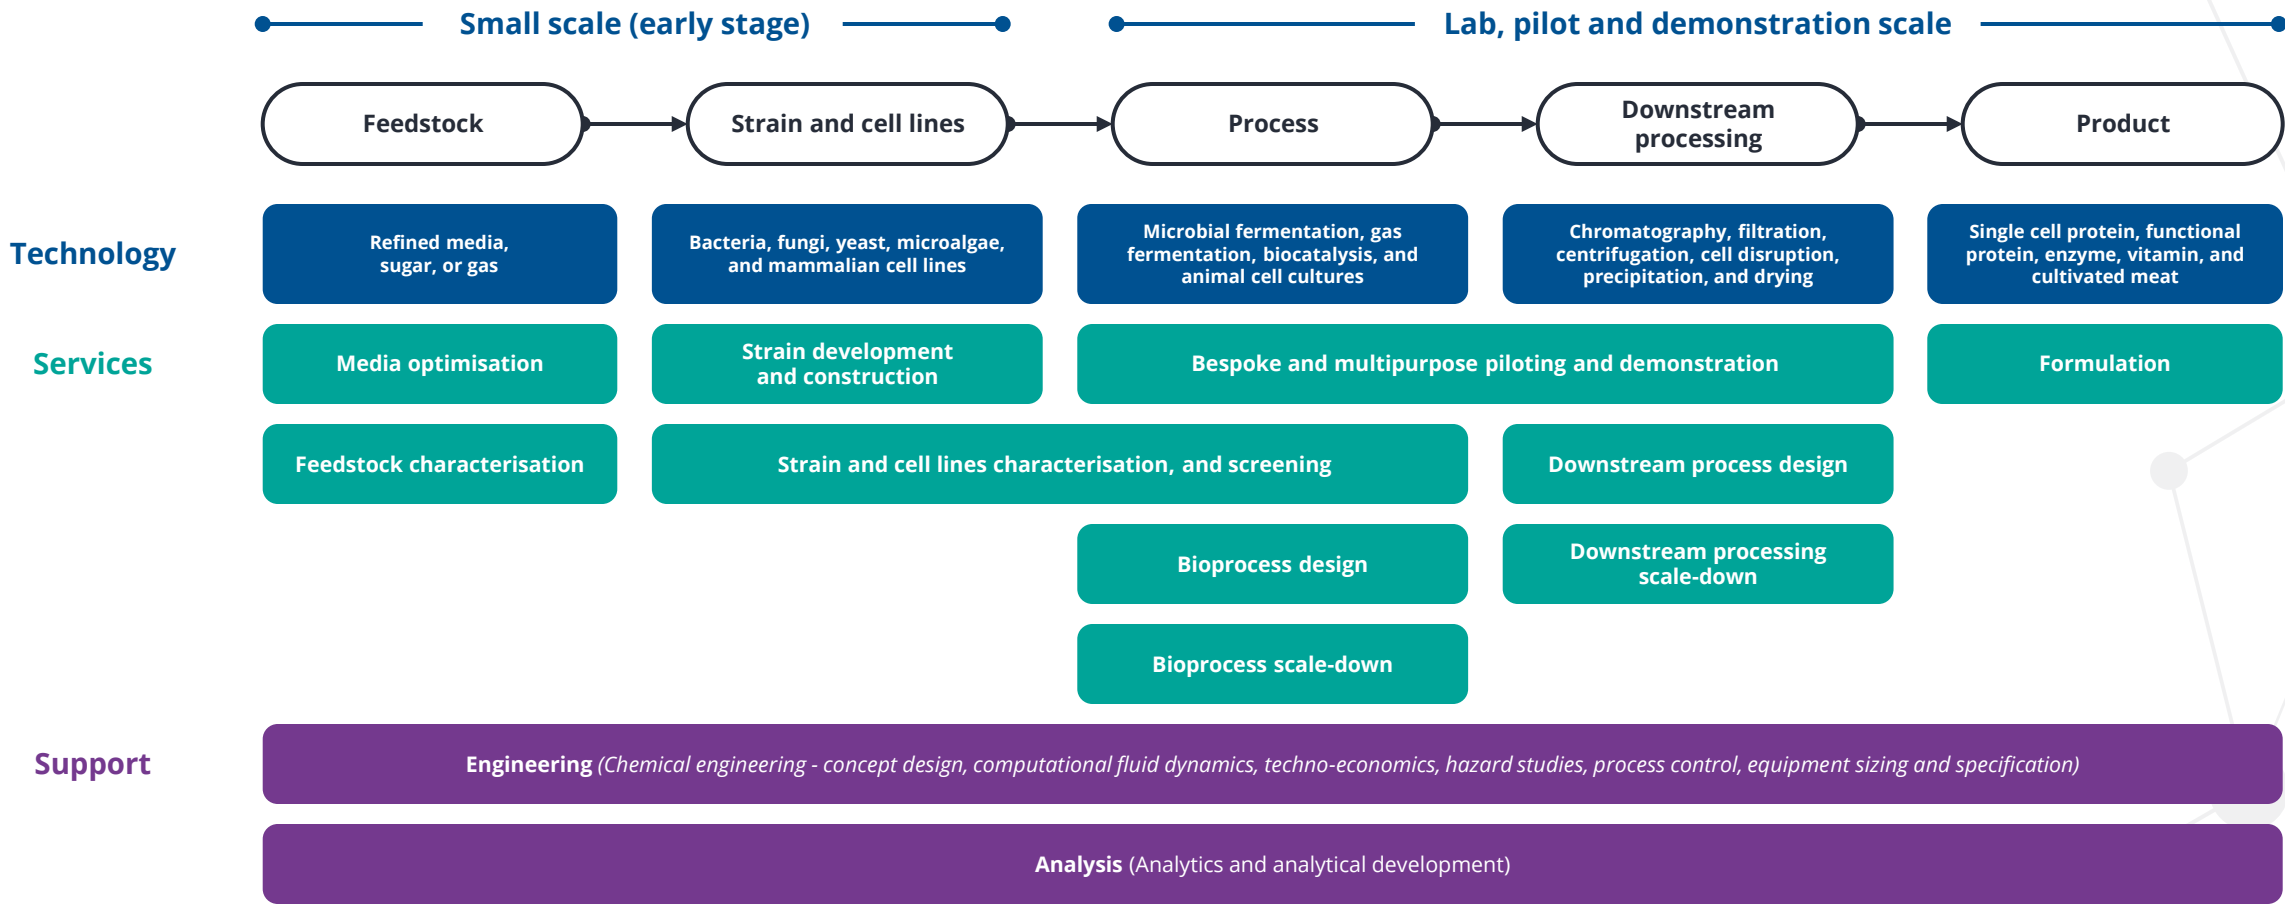 Small scale (early stage)
Lab, pilot and demonstration scale
Feedstock
Strain and cell lines
Process
Downstream
processing
Product
Technology
Refined media,
sugar, or gas
Bacteria, fungi, yeast, microalgae,
and mammalian cell lines
Microbial fermentation, gas
fermentation, biocatalysis, and
animal cell cultures
Chromatography, filtration,
centrifugation, cell disruption,
precipitation, and drying
Single cell protein, functional
protein, enzyme, vitamin, and
cultivated meat
Services
Media optimisation
Strain development
and construction
Bespoke and multipurpose piloting and demonstration
Formulation
Feedstock characterisation
Strain and cell lines characterisation, and screening
Downstream process design
Bioprocess design
Downstream processing
scale-down
Bioprocess scale-down
Support
Engineering (Chemical engineering - concept design, computational fluid dynamics, techno-economics, hazard studies, process control, equipment sizing and specification)
Analysis (Analytics and analytical development)